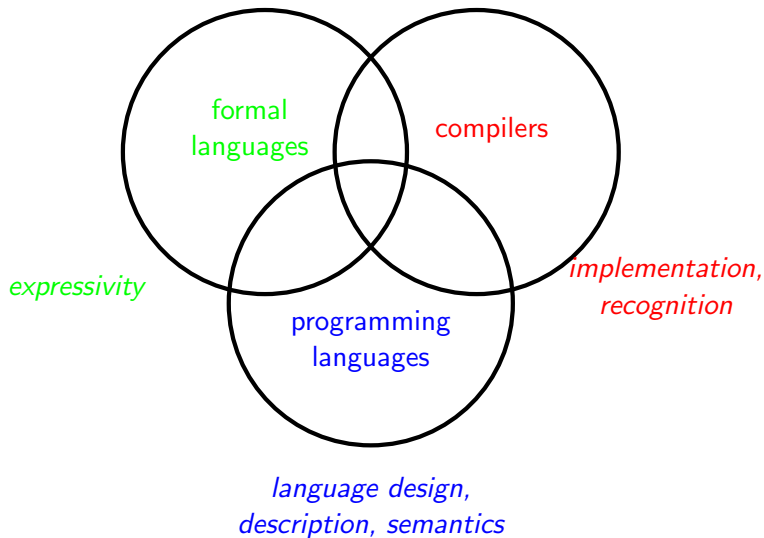 formal
languages
compilers
expressivity
implementation,
recognition
programming
languages
language design,
description, semantics